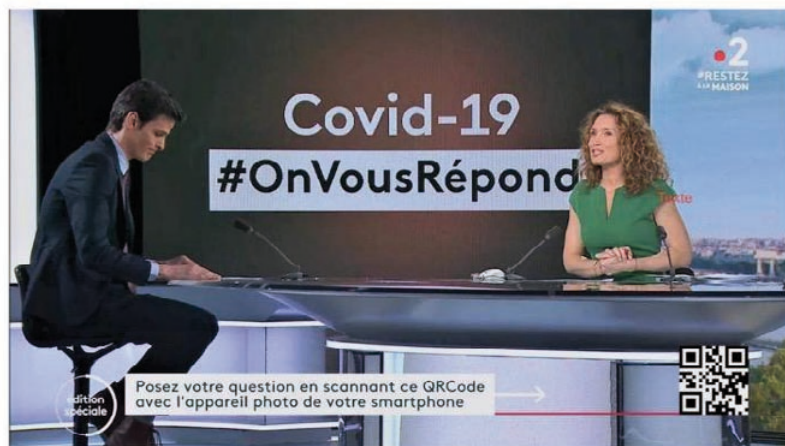 2
#RESTEZ
À LA MAISON
Covid-19
#OnVousRépond
Texte
édition
spéciale
Posez votre question en scannant ce QRCode
avec l'appareil photo de votre smartphone